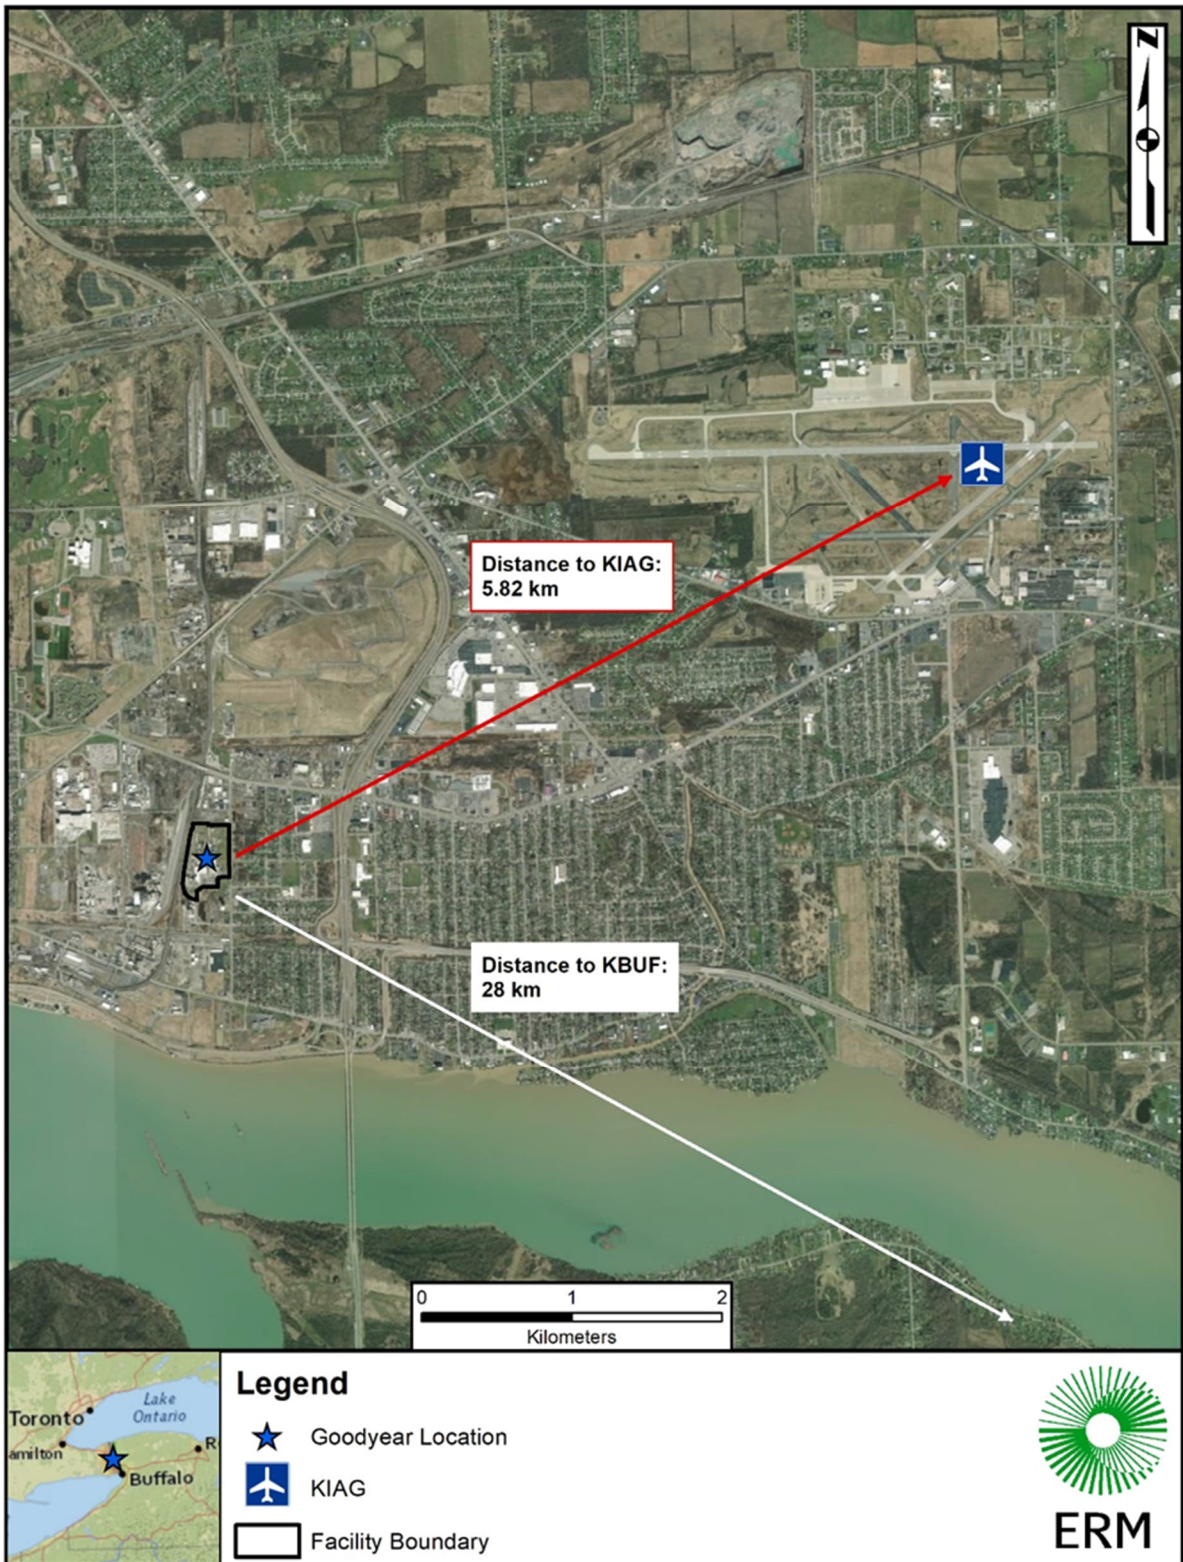 N
Distance to KIAG:
5.82 km
Distance to KBUF:
28 km
0 1 2
Kilometers
Lake
Ontario
Toronto
amilton
R
Buffalo
Legend
Goodyear Location
KIAG
Facility Boundary
ERM